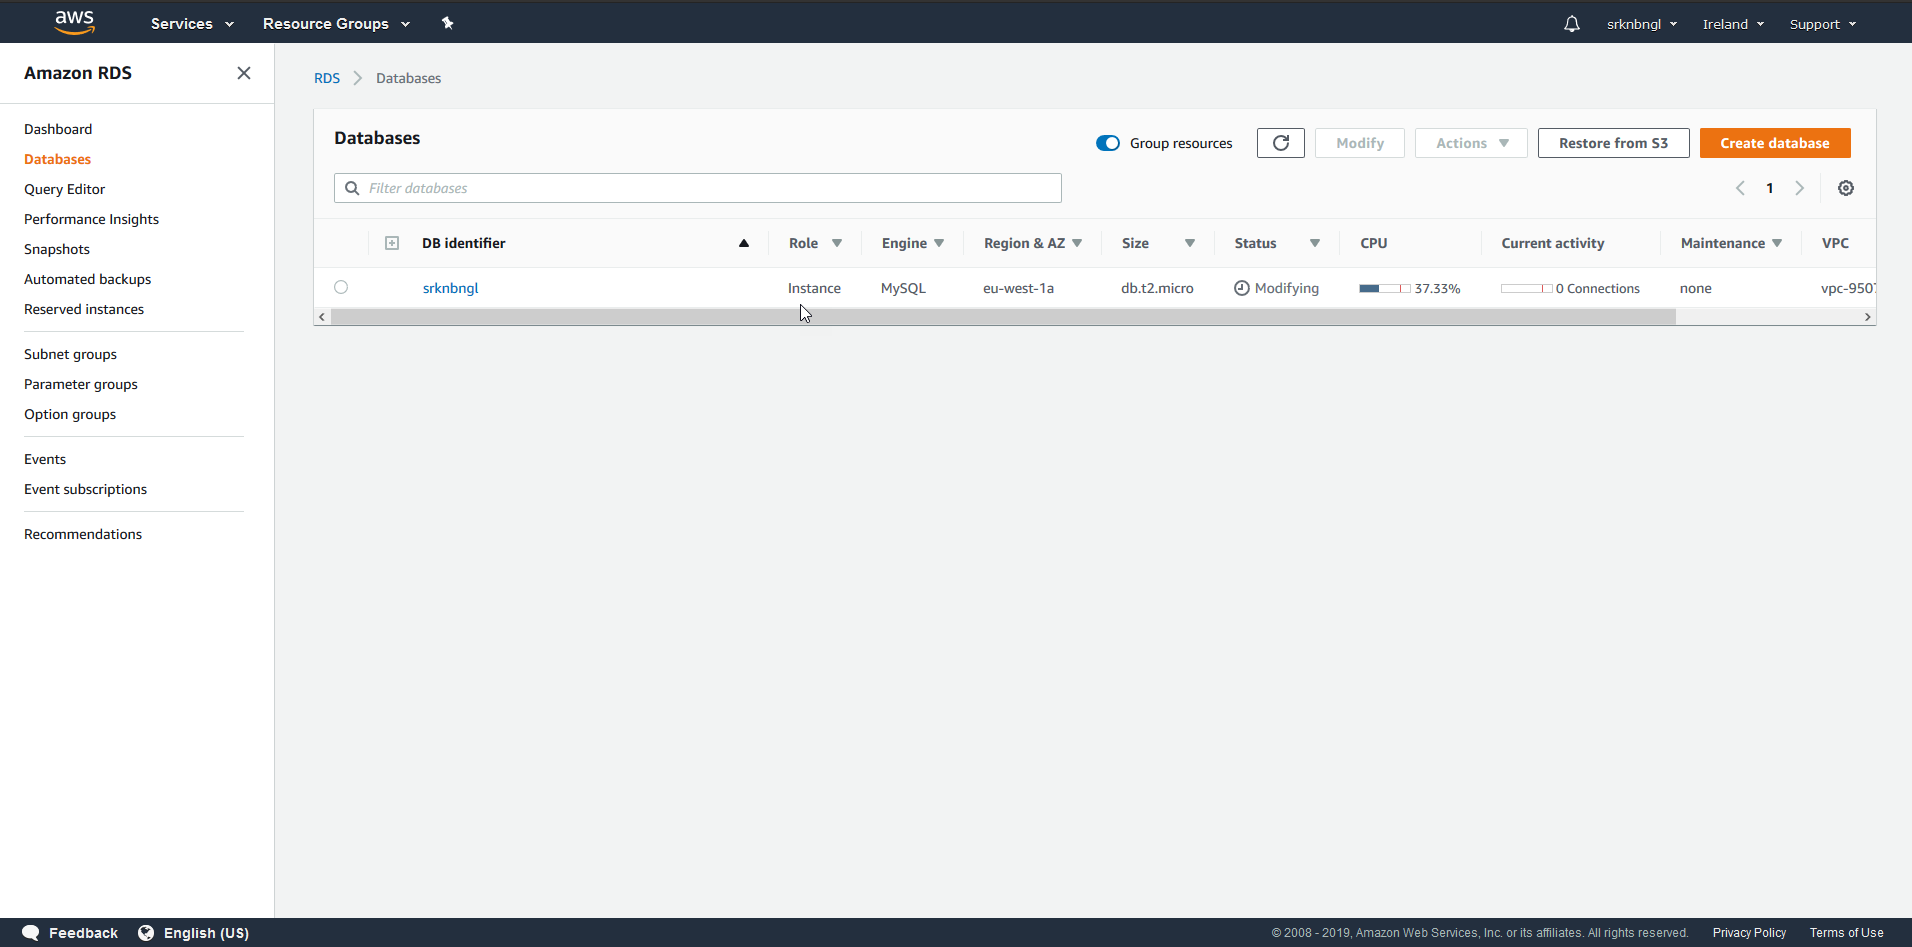 aws Services Resource Groups srknbngl Ireland Support
Amazon RDS
Dashboard
Databases
Query Editor
Performance Insights
Snapshots
Automated backups
Reserved instances
Subnet groups
Parameter groups
Option groups
Events
Event subscriptions
Recommendations
RDS Databases
Databases Group resources Modify Actions Restore from S3 Create database
Filter databases 1
DB identifier Role Engine Region & AZ Size Status CPU Current activity Maintenance VPC
srknbngl Instance MySQL eu-west-1a db.t2.micro Modifying 37.33% 0 Connections none vpc-950
Feedback English (US) © 2008 - 2019, Amazon Web Services, Inc. or its affiliates. All rights reserved. Privacy Policy Terms of Use